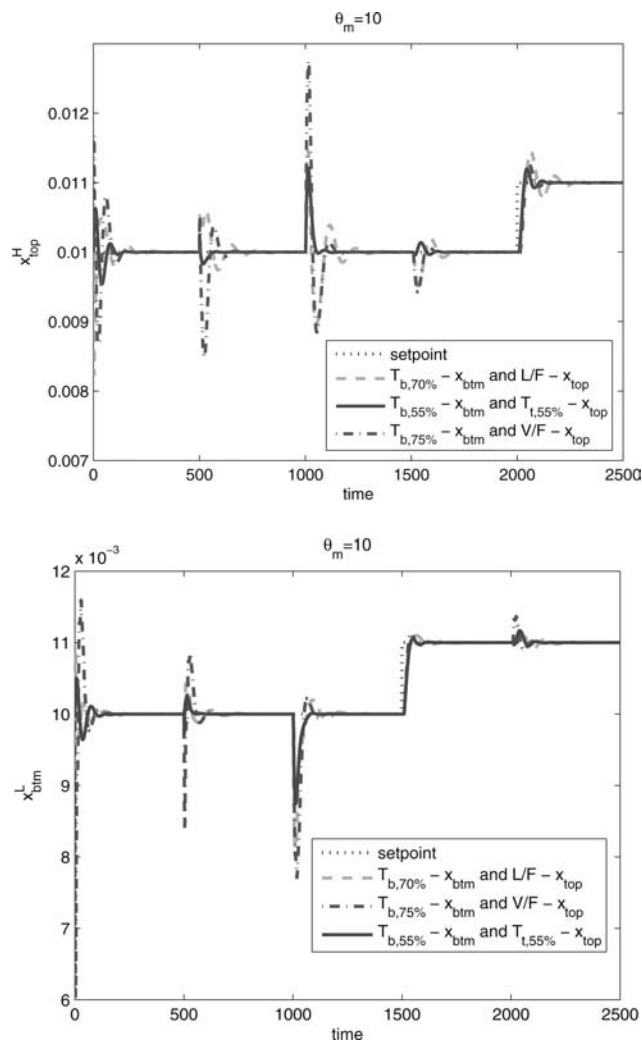 θm=10
0.012
0.011
0.01
0.009
0.008
0.007
x^H_top
setpoint
T_b,70% – x_btm and L/F – x_top
T_b,55% – x_btm and T_t,55% – x_top
T_b,75% – x_btm and V/F – x_top
0 500 1000 1500 2000 2500
time
θm=10
x 10^-3
12
11
10
9
8
7
6
x^L_btm
setpoint
T_b,70% – x_btm and L/F – x_top
T_b,75% – x_btm and V/F – x_top
T_b,55% – x_btm and T_t,55% – x_top
0 500 1000 1500 2000 2500
time